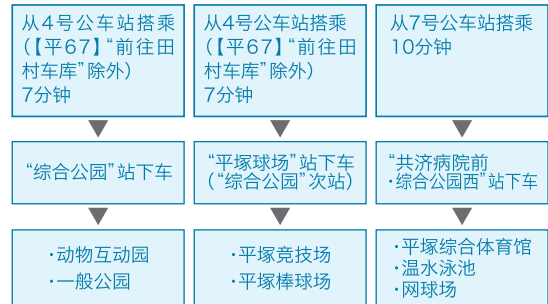 从4号公车站搭乘
(【平67】“前往田
村车库”除外)
7分钟
“综合公园”站下车
·动物互动园
·一般公园
从4号公车站搭乘
(【平67】“前往田
村车库”除外)
7分钟
“平塚球场”站下车
(“综合公园”次站)
·平塚竞技场
·平塚棒球场
从7号公车站搭乘
10分钟
“共济病院前
·综合公园西”站下车
·平塚综合体育馆
·温水泳池
·网球场